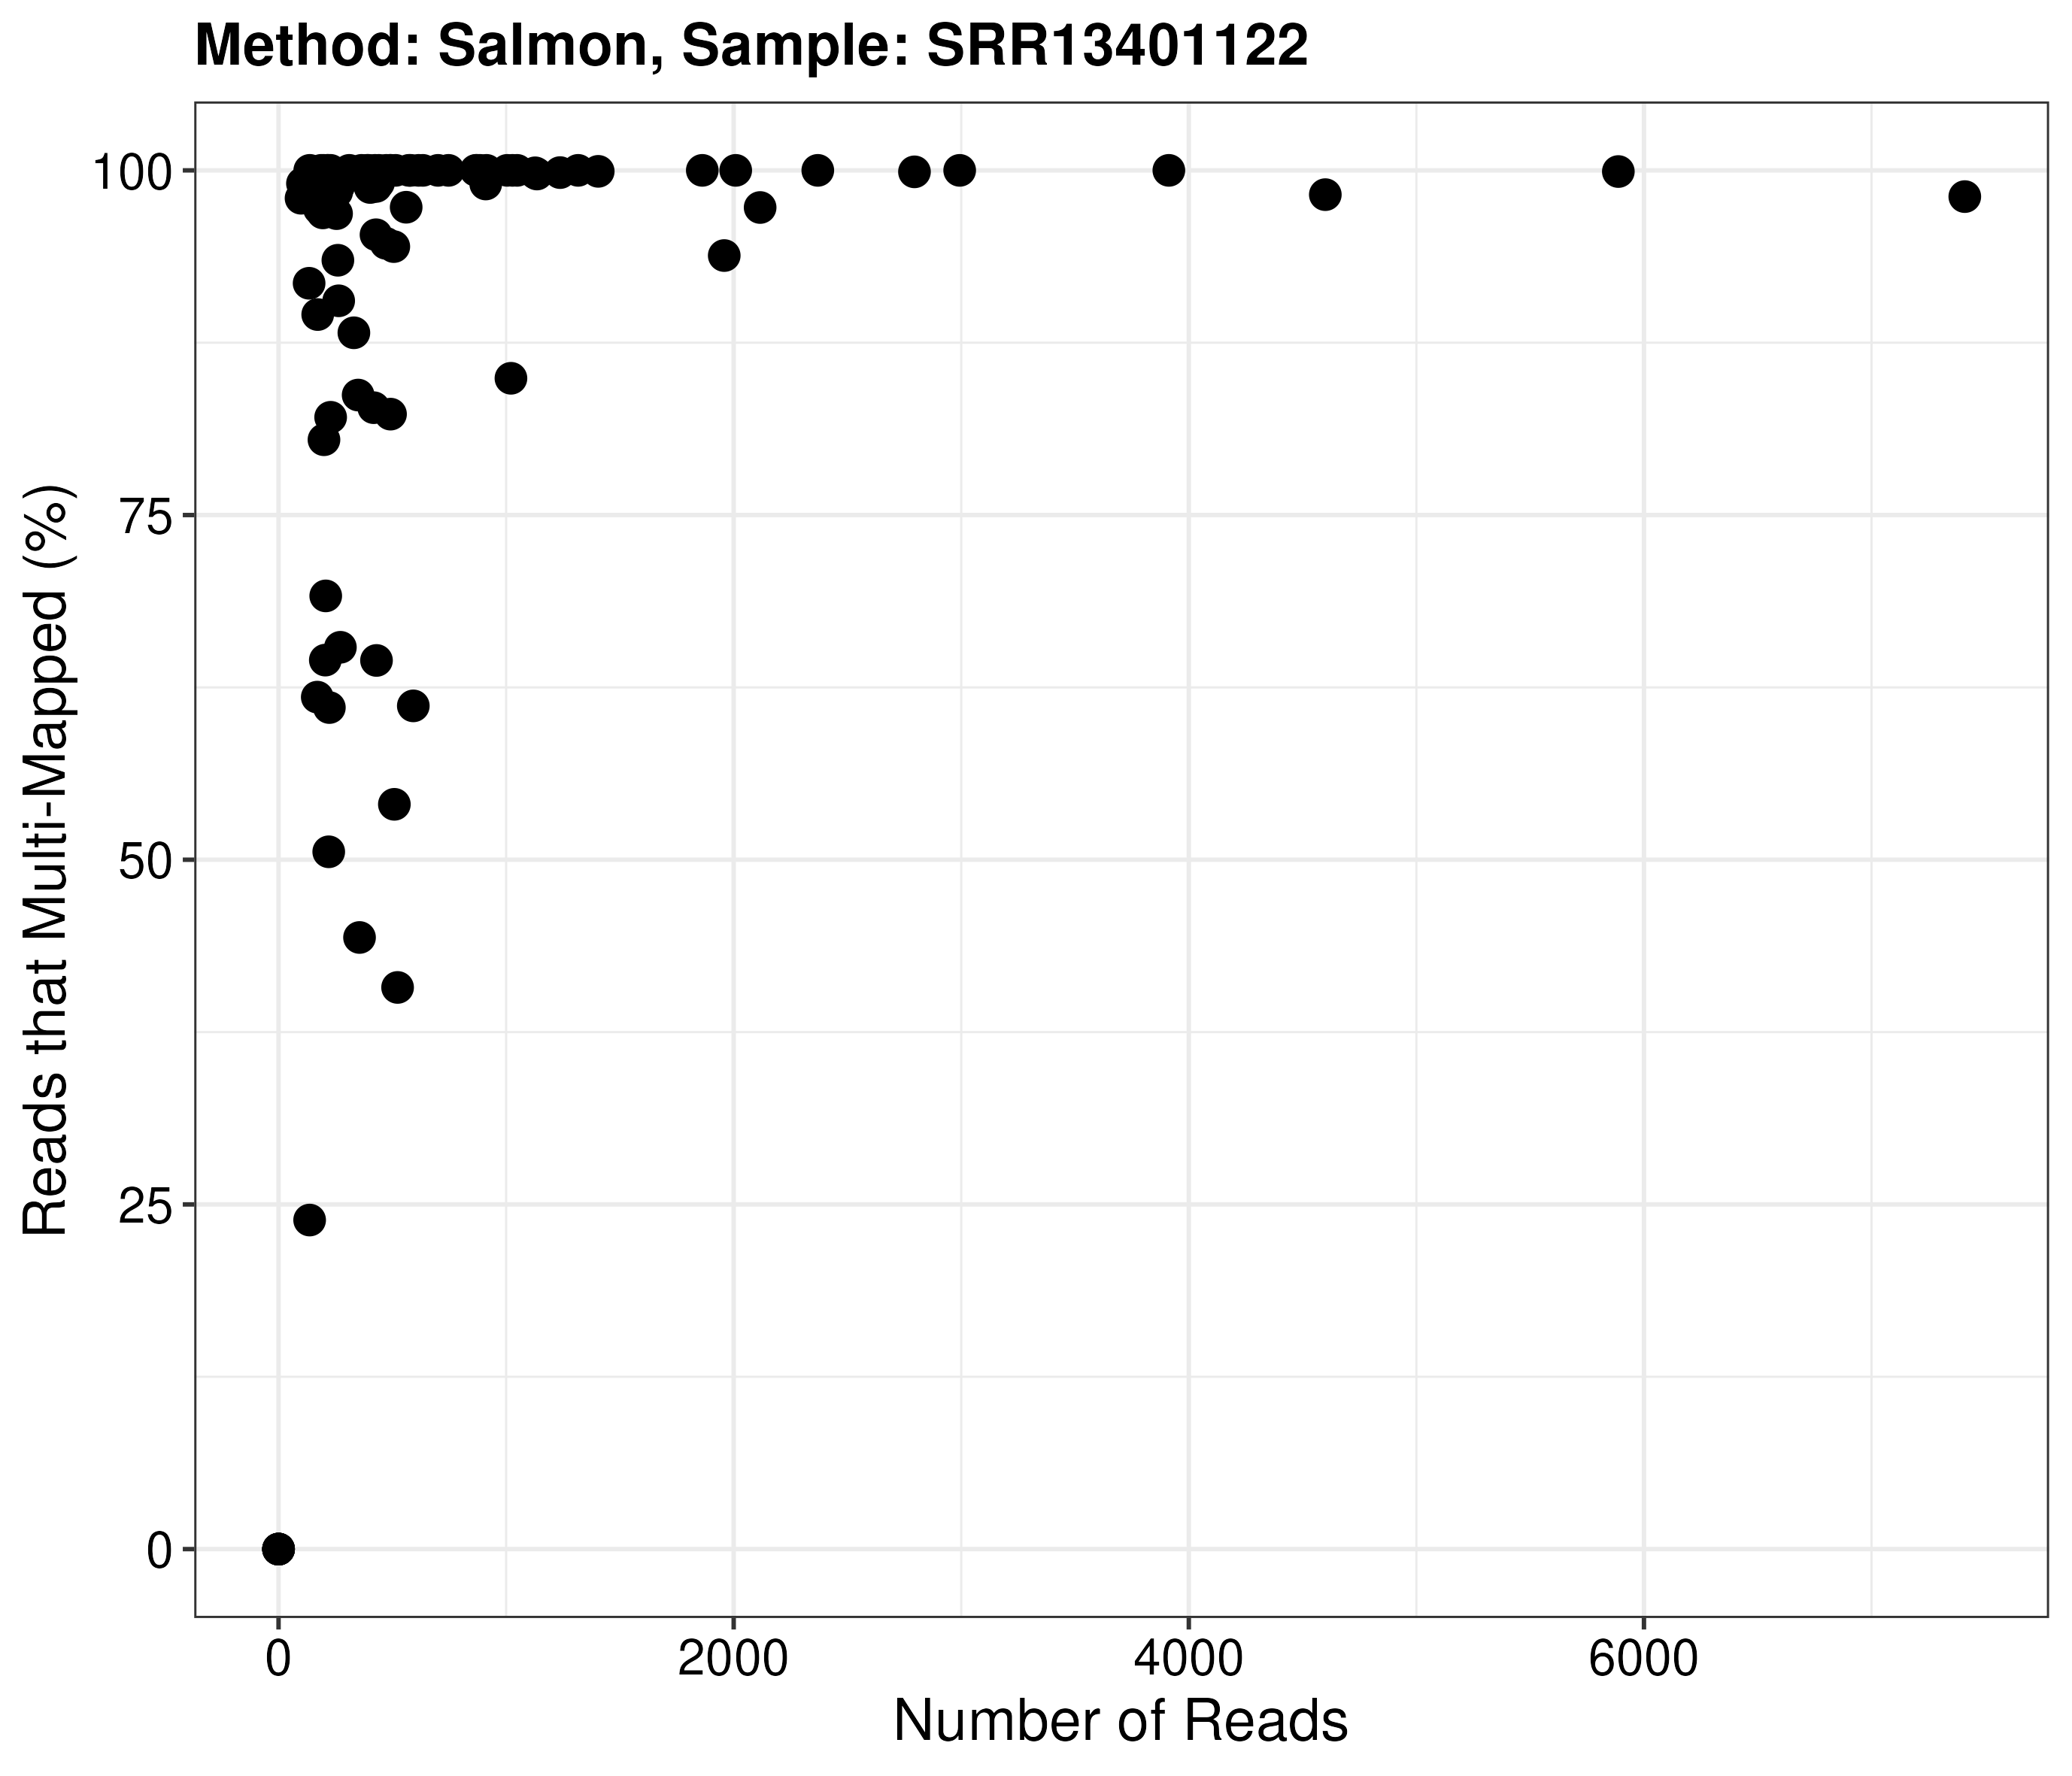 Method: Salmon, Sample: SRR13401122
Reads that Multi-Mapped (%)
100
75
50
25
0
0 2000 4000 6000
Number of Reads